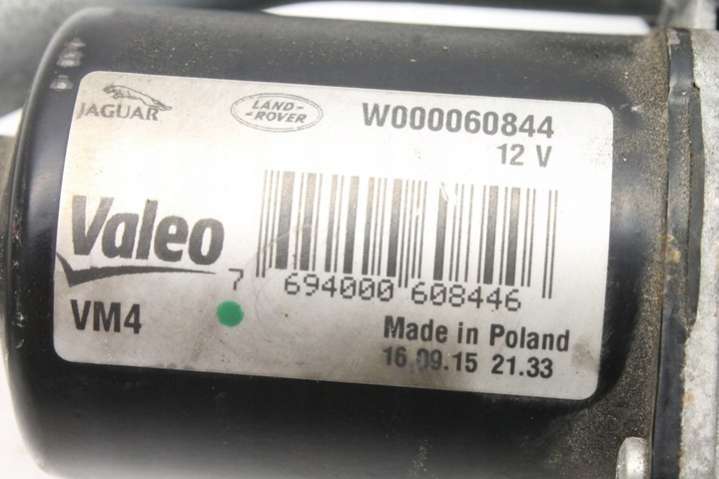 JAGUAR
LAND-
ROVER
W000060844
12 V
Valeo
7 694000 608446
VM4
Made in Poland
16.09.15 21.33